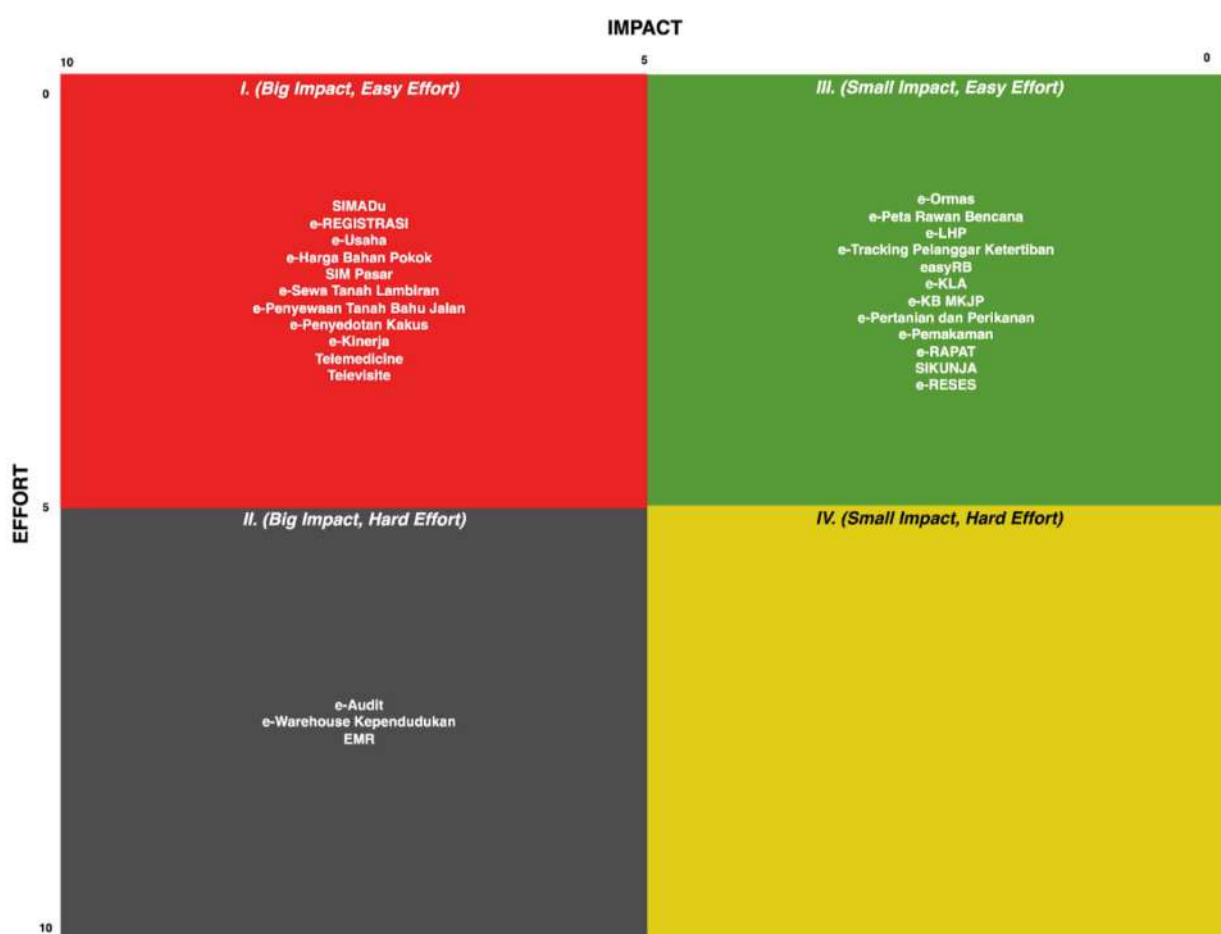 IMPACT
10
5
0
0
I. (Big Impact, Easy Effort)
SIMADu
e-REGISTRASI
e-Usaha
e-Harga Bahan Pokok
SIM Pasar
e-Sewa Tanah Lambiran
e-Penyewaan Tanah Bahu Jalan
e-Penyedotan Kakus
e-Kinerja
Telemedicine
Televisite
III. (Small Impact, Easy Effort)
e-Ormas
e-Peta Rawan Bencana
e-LHP
e-Tracking Pelanggar Ketertiban
easyRB
e-KLA
e-KB MKJP
e-Pertanian dan Perikanan
e-Pemakaman
e-RAPAT
SIKUNJA
e-RESES
EFFORT
5
II. (Big Impact, Hard Effort)
e-Audit
e-Warehouse Kependudukan
EMR
IV. (Small Impact, Hard Effort)
10